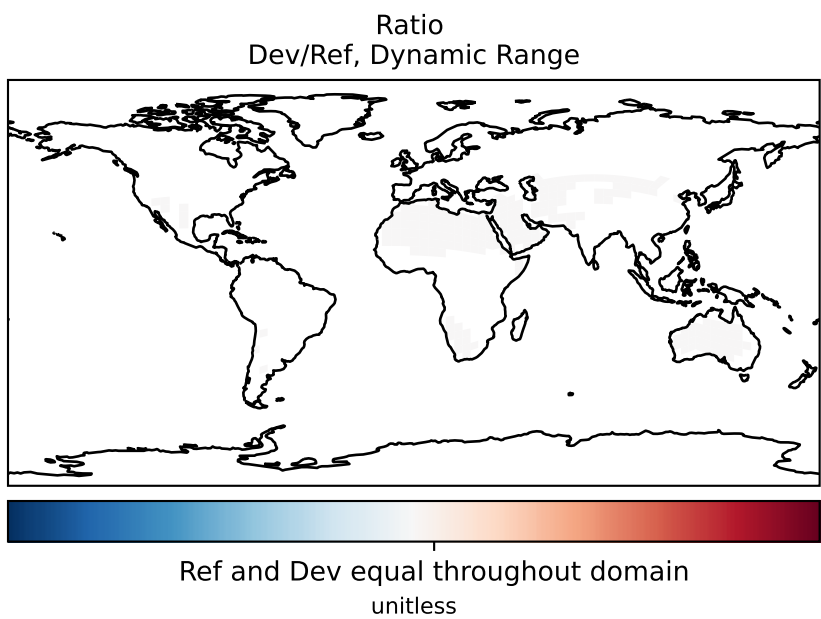 Ratio
Dev/Ref, Dynamic Range
Ref and Dev equal throughout domain
unitless